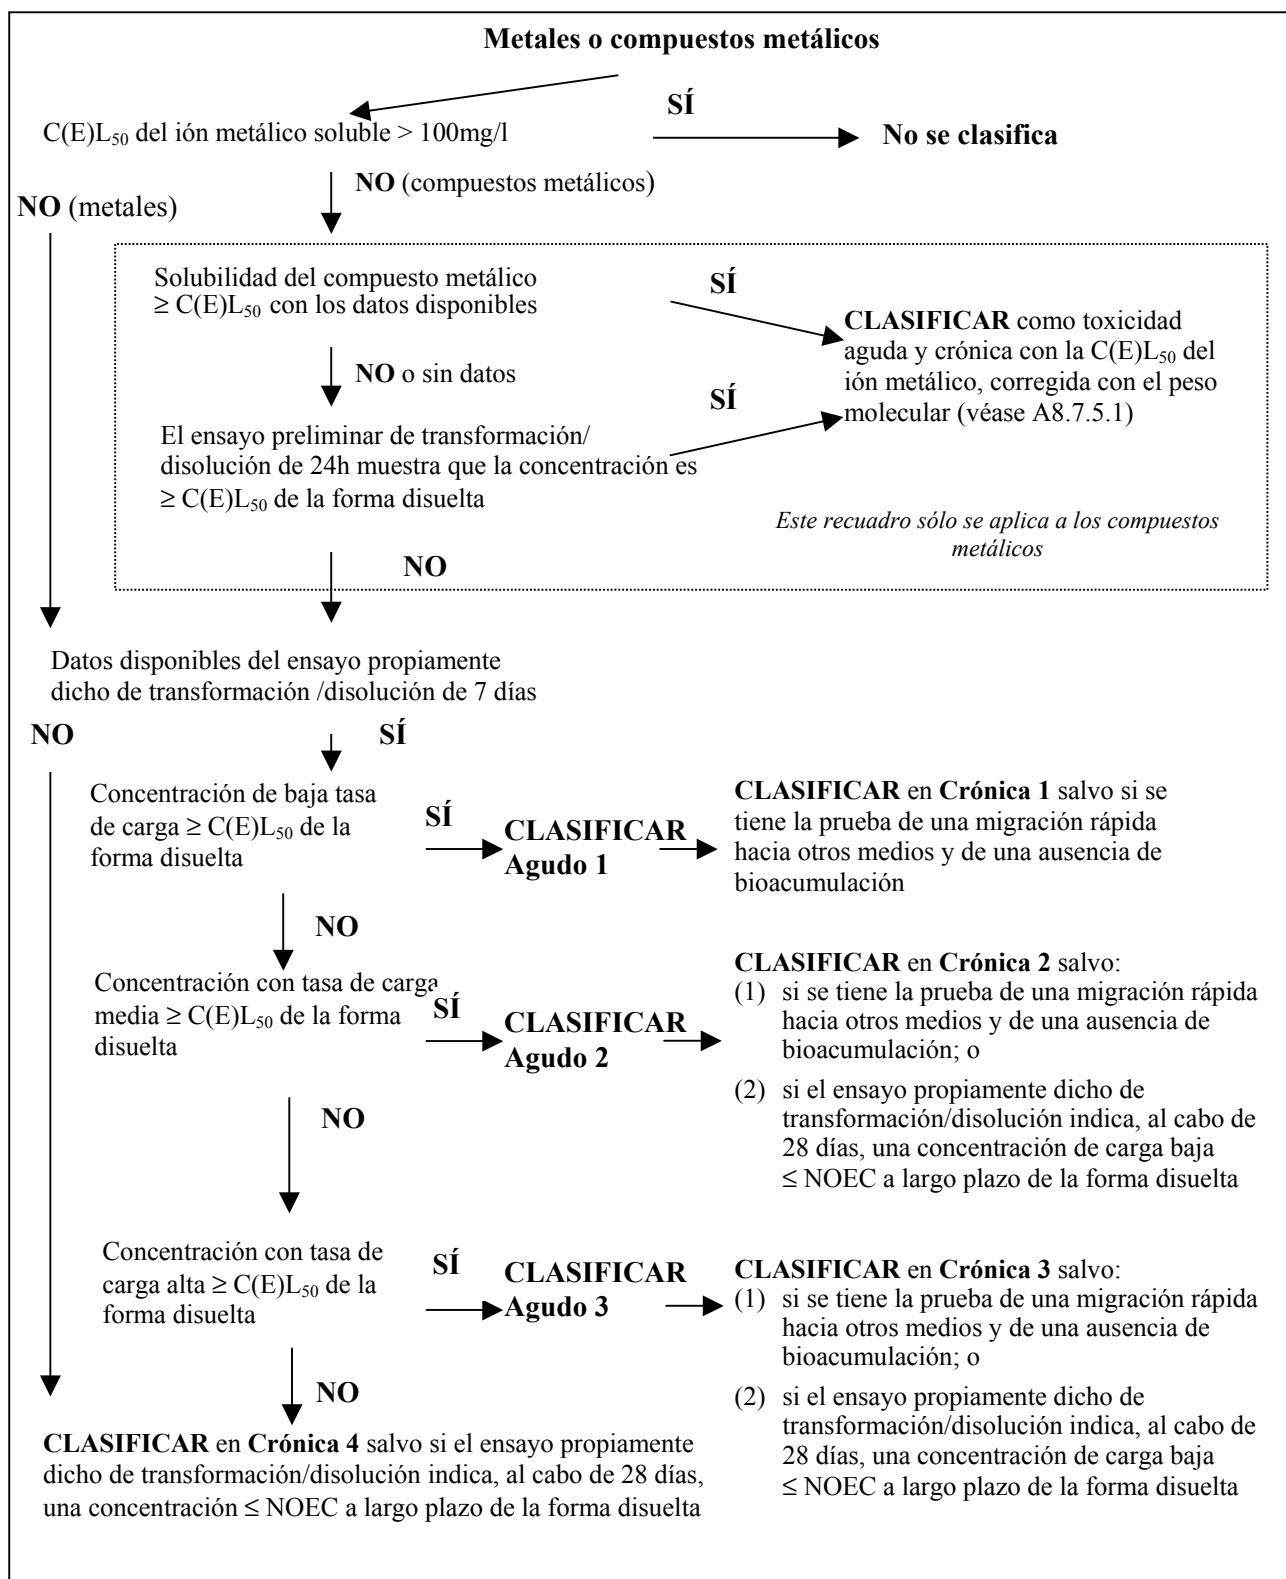 Metales o compuestos metálicos
SÍ
C(E)L50 del ión metálico soluble > 100mg/l
No se clasifica
NO (compuestos metálicos)
NO (metales)
Solubilidad del compuesto metálico
≥ C(E)L50 con los datos disponibles
SÍ
CLASIFICAR como toxicidad
aguda y crónica con la C(E)L50 del
ión metálico, corregida con el peso
molecular (véase A8.7.5.1)
NO o sin datos
SÍ
El ensayo preliminar de transformación/
disolución de 24h muestra que la concentración es
≥ C(E)L50 de la forma disuelta
Este recuadro sólo se aplica a los compuestos
metálicos
NO
Datos disponibles del ensayo propiamente
dicho de transformación /disolución de 7 días
NO
SÍ
Concentración de baja tasa
de carga ≥ C(E)L50 de la
forma disuelta
SÍ
CLASIFICAR
Agudo 1
CLASIFICAR en Crónica 1 salvo si se
tiene la prueba de una migración rápida
hacia otros medios y de una ausencia de
bioacumulación
NO
Concentración con tasa de carga
media ≥ C(E)L50 de la forma
disuelta
SÍ
CLASIFICAR
Agudo 2
CLASIFICAR en Crónica 2 salvo:
(1) si se tiene la prueba de una migración rápida
hacia otros medios y de una ausencia de
bioacumulación; o
(2) si el ensayo propiamente dicho de
transformación/disolución indica, al cabo de
28 días, una concentración de carga baja
≤ NOEC a largo plazo de la forma disuelta
NO
Concentración con tasa de
carga alta ≥ C(E)L50 de la
forma disuelta
SÍ
CLASIFICAR
Agudo 3
CLASIFICAR en Crónica 3 salvo:
(1) si se tiene la prueba de una migración rápida
hacia otros medios y de una ausencia de
bioacumulación; o
(2) si el ensayo propiamente dicho de
transformación/disolución indica, al cabo de
28 días, una concentración de carga baja
≤ NOEC a largo plazo de la forma disuelta
NO
CLASIFICAR en Crónica 4 salvo si el ensayo propiamente
dicho de transformación/disolución indica, al cabo de 28 días,
una concentración ≤ NOEC a largo plazo de la forma disuelta